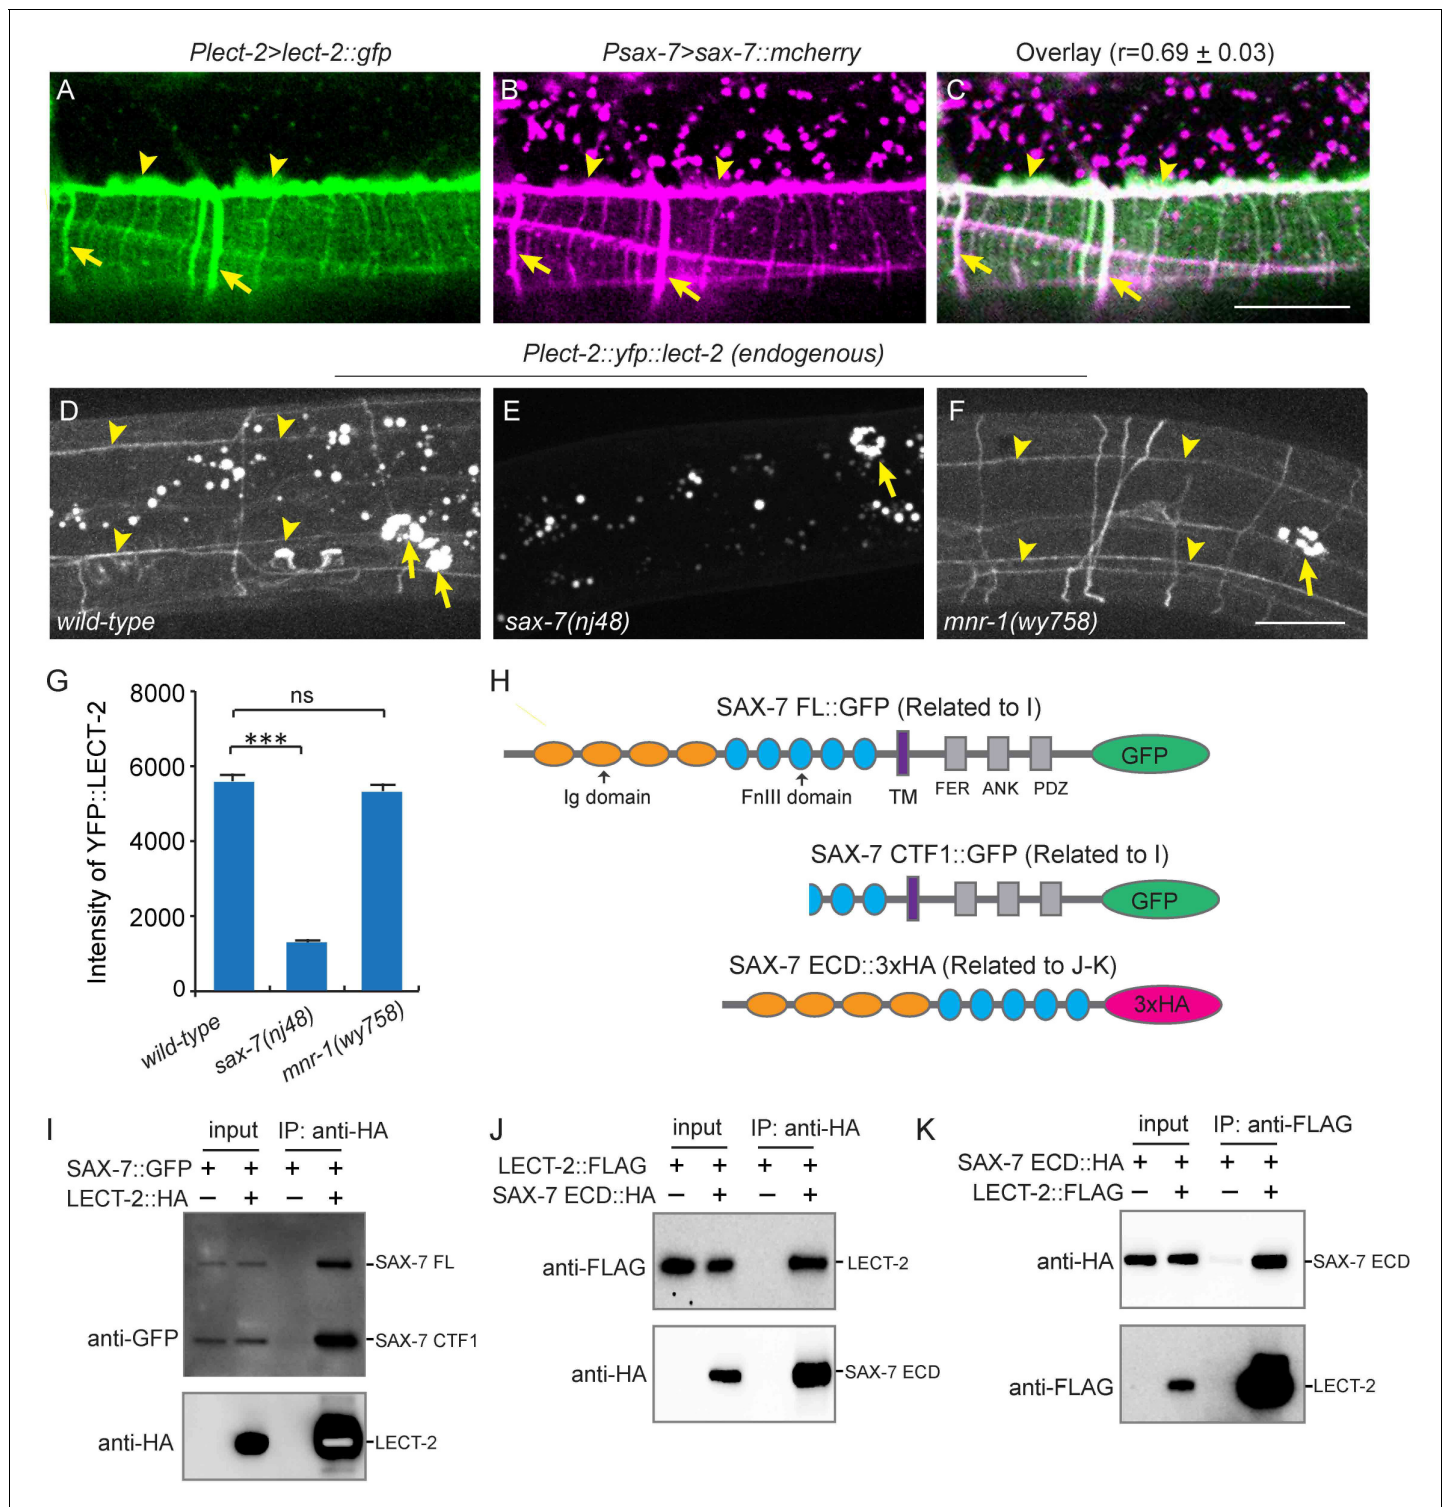 Plect-2>lect-2::gfp
Psax-7>sax-7::mcherry
Overlay (r=0.69 ± 0.03)
A
B
C
Plect-2::yfp::lect-2 (endogenous)
D
wild-type
E
sax-7(nj48)
F
mnr-1(wy758)
G
Intensity of YFP::LECT-2
8000
6000
4000
2000
0
ns
***
wild-type
sax-7(nj48)
mnr-1(wy758)
H
SAX-7 FL::GFP (Related to I)
GFP
Ig domain
FnIII domain
TM
FER
ANK
PDZ
SAX-7 CTF1::GFP (Related to I)
GFP
SAX-7 ECD::3xHA (Related to J-K)
3xHA
I
input
IP: anti-HA
SAX-7::GFP + + + +
LECT-2::HA − + − +
anti-GFP
SAX-7 FL
SAX-7 CTF1
anti-HA
LECT-2
J
input
IP: anti-HA
LECT-2::FLAG + + + +
SAX-7 ECD::HA − + − +
anti-FLAG
LECT-2
anti-HA
SAX-7 ECD
K
input
IP: anti-FLAG
SAX-7 ECD::HA + + + +
LECT-2::FLAG − + − +
anti-HA
SAX-7 ECD
anti-FLAG
LECT-2